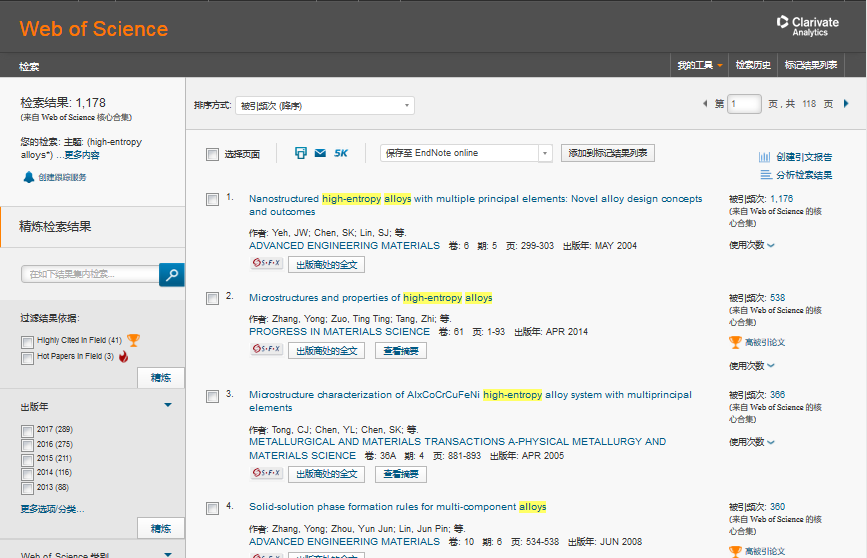 Web of Science
Clarivate
Analytics
检索
我的工具 检索历史 标记结果列表
检索结果: 1,178
(来自 Web of Science 核心合集)
您的检索: 主题: (high-entropy
alloys*) ...更多内容
创建跟踪服务
精炼检索结果
在如下结果集内检索...
过滤结果依据:
Highly Cited in Field (41)
Hot Papers in Field (3)
精炼
出版年
2017 (289)
2016 (275)
2015 (211)
2014 (116)
2013 (88)
更多选项/分类...
精炼
Web of Science 类别
排序方式: 被引频次 (降序)
第 1 页, 共 118 页
选择页面
5K
保存至 EndNote online
添加到标记结果列表
创建引文报告
分析检索结果
1. Nanostructured high-entropy alloys with multiple principal elements: Novel alloy design concepts
and outcomes
作者: Yeh, JW; Chen, SK; Lin, SJ; 等.
ADVANCED ENGINEERING MATERIALS 卷: 6 期: 5 页: 299-303 出版年: MAY 2004
S·F·X 出版商处的全文
被引频次: 1,176
(来自 Web of Science 的核
心合集)
使用次数
2. Microstructures and properties of high-entropy alloys
作者: Zhang, Yong; Zuo, Ting Ting; Tang, Zhi; 等.
PROGRESS IN MATERIALS SCIENCE 卷: 61 页: 1-93 出版年: APR 2014
S·F·X 出版商处的全文 查看摘要
被引频次: 538
(来自 Web of Science 的核
心合集)
高被引论文
使用次数
3. Microstructure characterization of AlxCoCrCuFeNi high-entropy alloy system with multiprincipal
elements
作者: Tong, CJ; Chen, YL; Chen, SK; 等.
METALLURGICAL AND MATERIALS TRANSACTIONS A-PHYSICAL METALLURGY AND
MATERIALS SCIENCE 卷: 36A 期: 4 页: 881-893 出版年: APR 2005
S·F·X 出版商处的全文 查看摘要
被引频次: 366
(来自 Web of Science 的核
心合集)
使用次数
4. Solid-solution phase formation rules for multi-component alloys
作者: Zhang, Yong; Zhou, Yun Jun; Lin, Jun Pin; 等.
ADVANCED ENGINEERING MATERIALS 卷: 10 期: 6 页: 534-538 出版年: JUN 2008
S·F·X 出版商处的全文 查看摘要
被引频次: 360
(来自 Web of Science 的核
心合集)
高被引论文